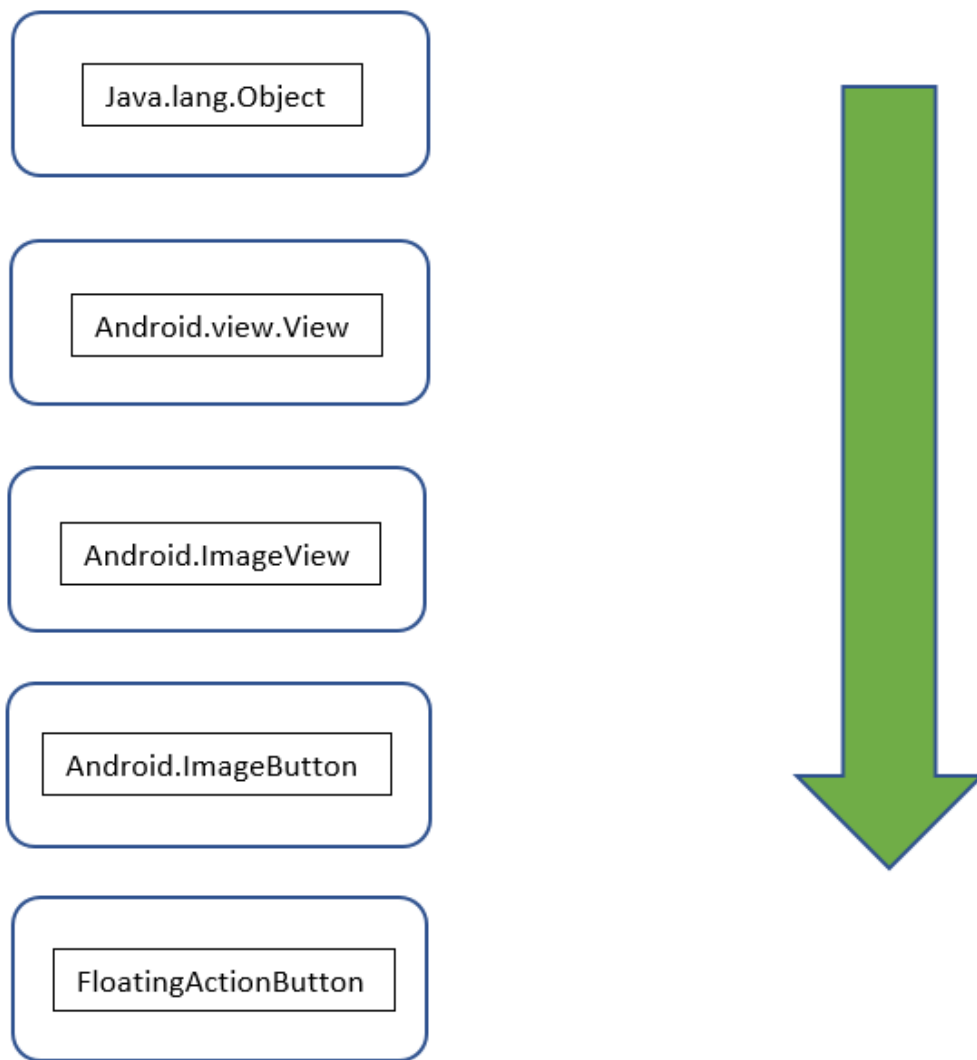 Java.lang.Object
Android.view.View
Android.ImageView
Android.ImageButton
FloatingActionButton